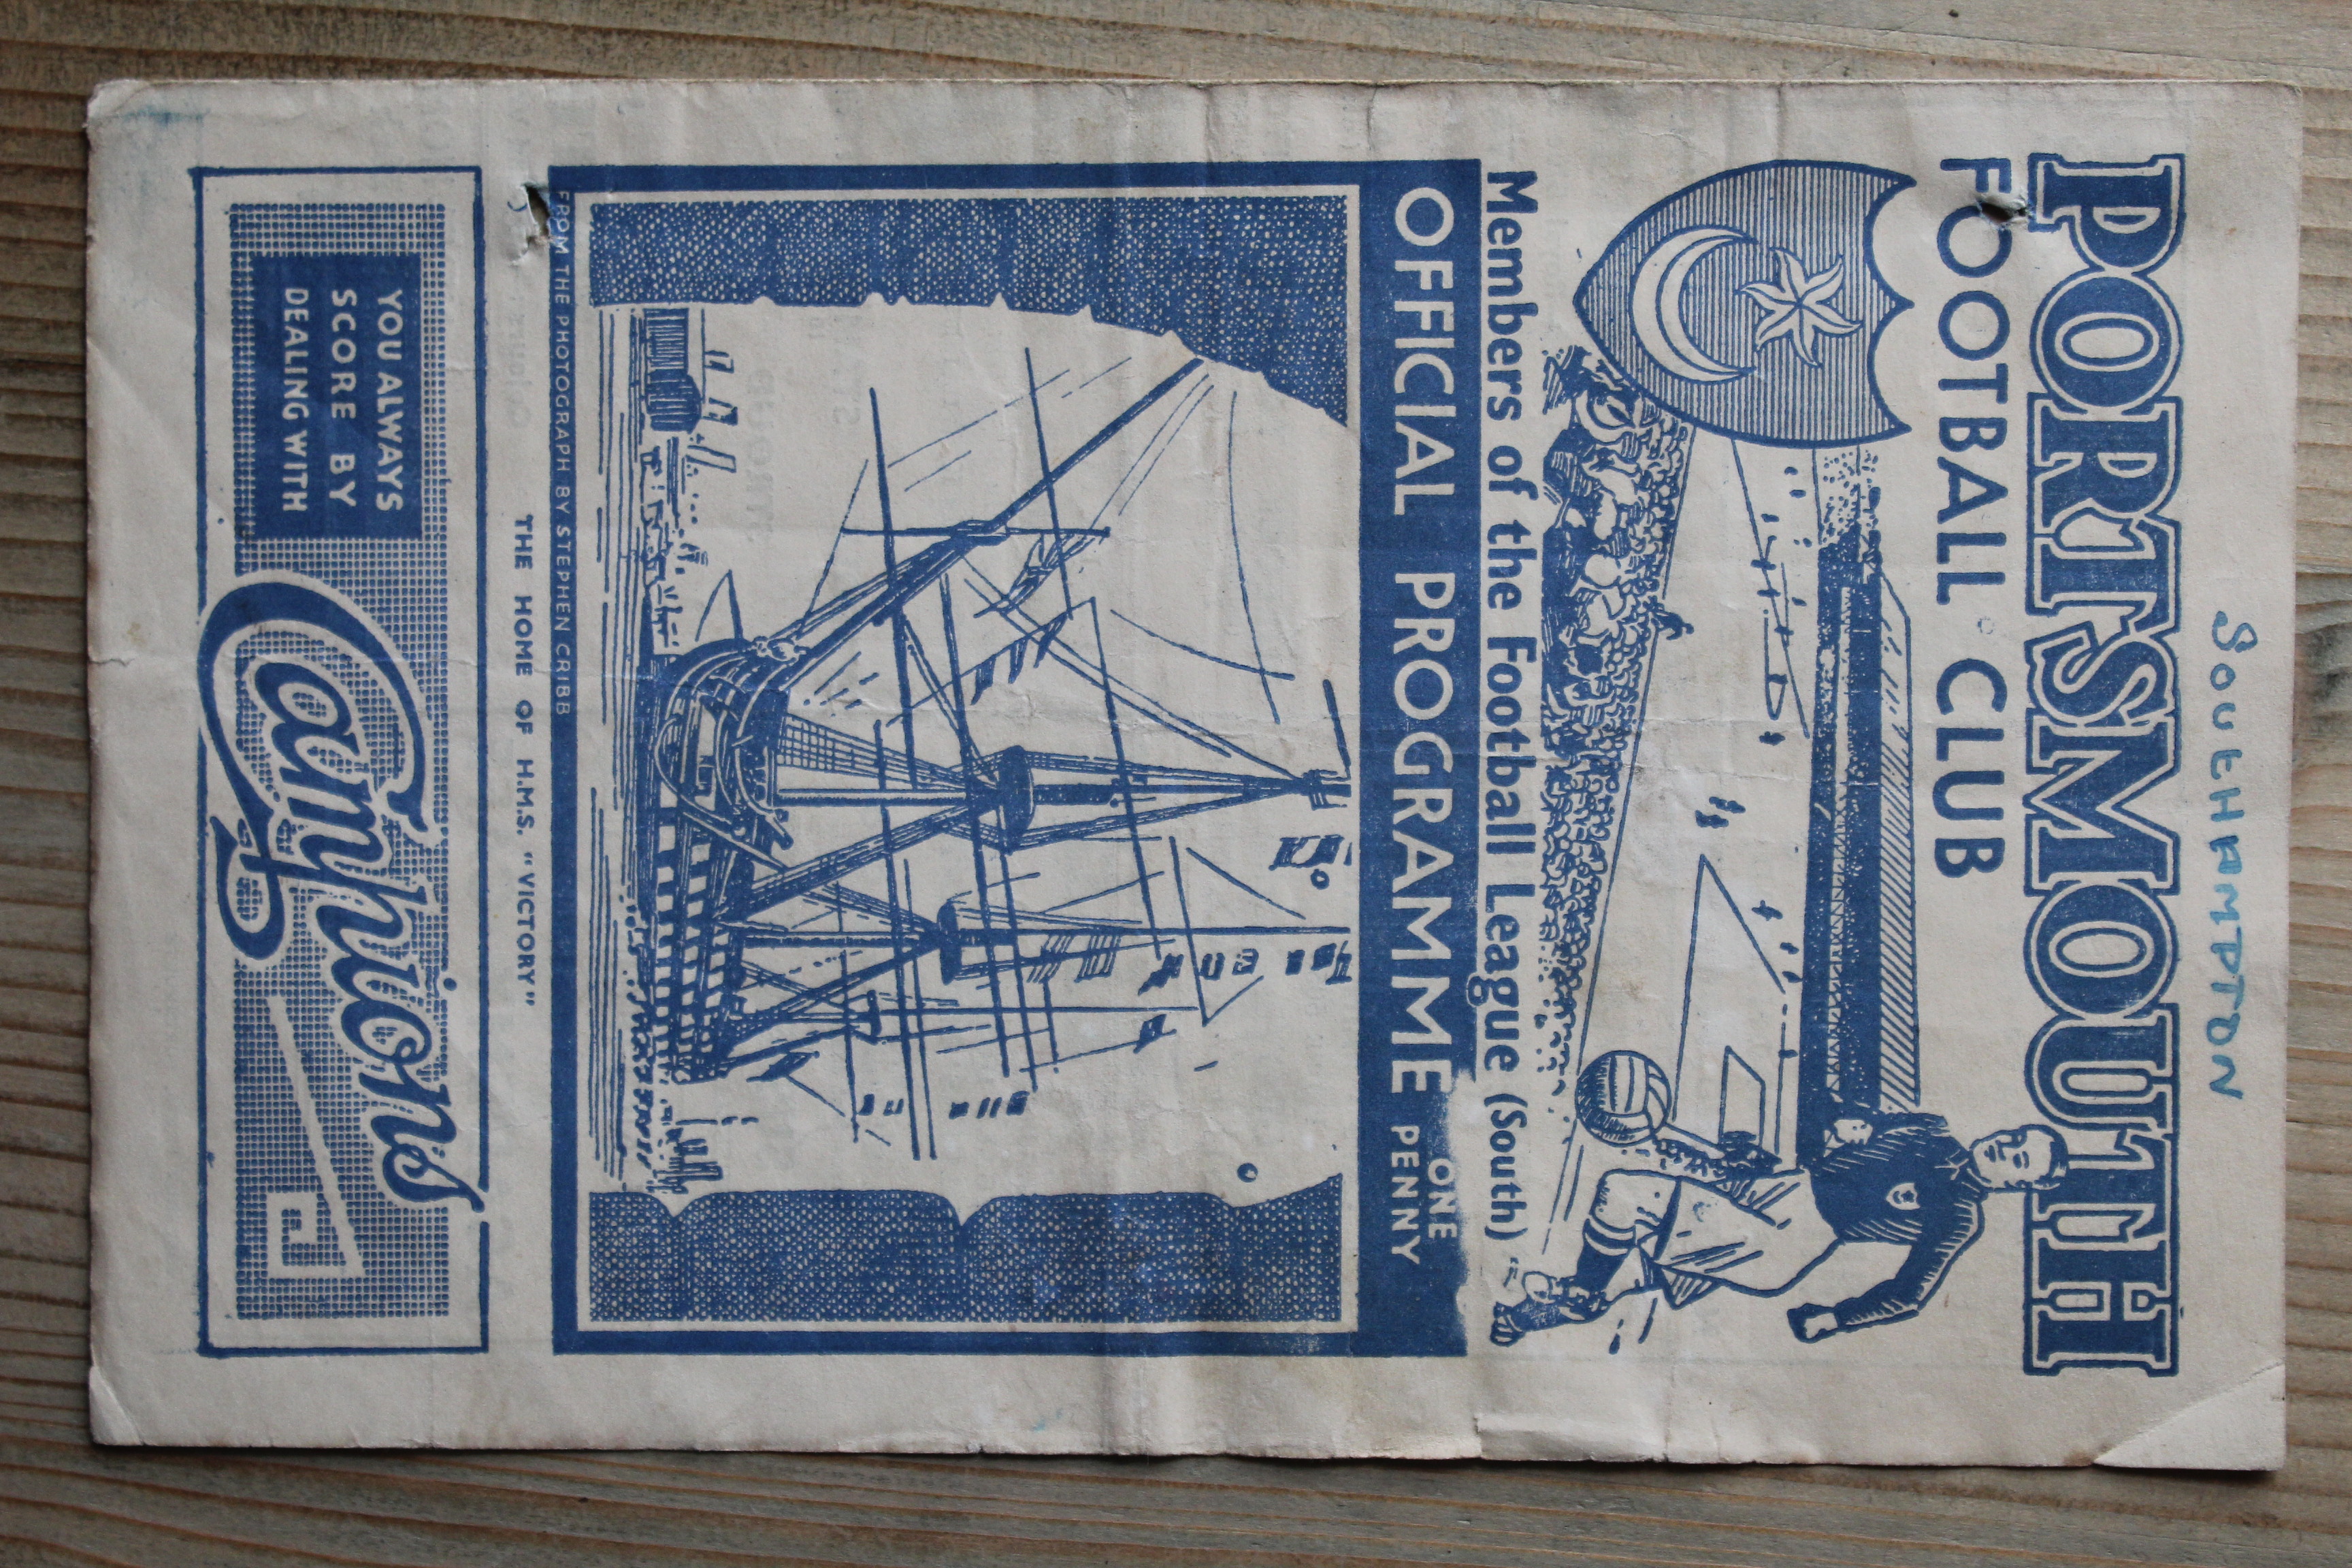 SOUTHAMPTON
PORTSMOUTH
FOOTBALL CLUB
Members of the Football League (South)
OFFICIAL PROGRAMME ONE
PENNY
FROM THE PHOTOGRAPH BY STEPHEN CRIBB
THE HOME OF H.M.S. "VICTORY"
YOU ALWAYS
SCORE BY
DEALING WITH
Campions